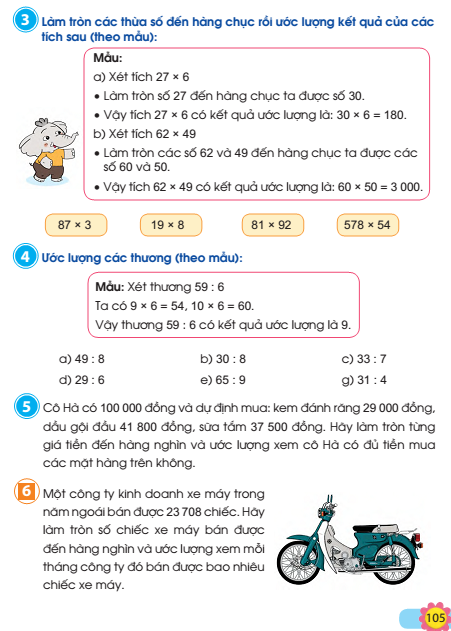 3 Làm tròn các thừa số đến hàng chục rồi ước lượng kết quả của các
tích sau (theo mẫu):
Mẫu:
a) Xét tích 27 × 6
• Làm tròn số 27 đến hàng chục ta được số 30.
• Vậy tích 27 × 6 có kết quả ước lượng là: 30 × 6 = 180.
b) Xét tích 62 × 49
• Làm tròn các số 62 và 49 đến hàng chục ta được các
số 60 và 50.
• Vậy tích 62 × 49 có kết quả ước lượng là: 60 × 50 = 3 000.
87 × 3 19 × 8 81 × 92 578 × 54
4 Ước lượng các thương (theo mẫu):
Mẫu: Xét thương 59 : 6
Ta có 9 × 6 = 54, 10 × 6 = 60.
Vậy thương 59 : 6 có kết quả ước lượng là 9.
a) 49 : 8 b) 30 : 8 c) 33 : 7
d) 29 : 6 e) 65 : 9 g) 31 : 4
5 Cô Hà có 100 000 đồng và dự định mua: kem đánh răng 29 000 đồng,
dầu gội đầu 41 800 đồng, sữa tắm 37 500 đồng. Hãy làm tròn từng
giá tiền đến hàng nghìn và ước lượng xem cô Hà có đủ tiền mua
các mặt hàng trên không.
6 Một công ty kinh doanh xe máy trong
năm ngoái bán được 23 708 chiếc. Hãy
làm tròn số chiếc xe máy bán được
đến hàng nghìn và ước lượng xem mỗi
tháng công ty đó bán được bao nhiêu
chiếc xe máy.
105